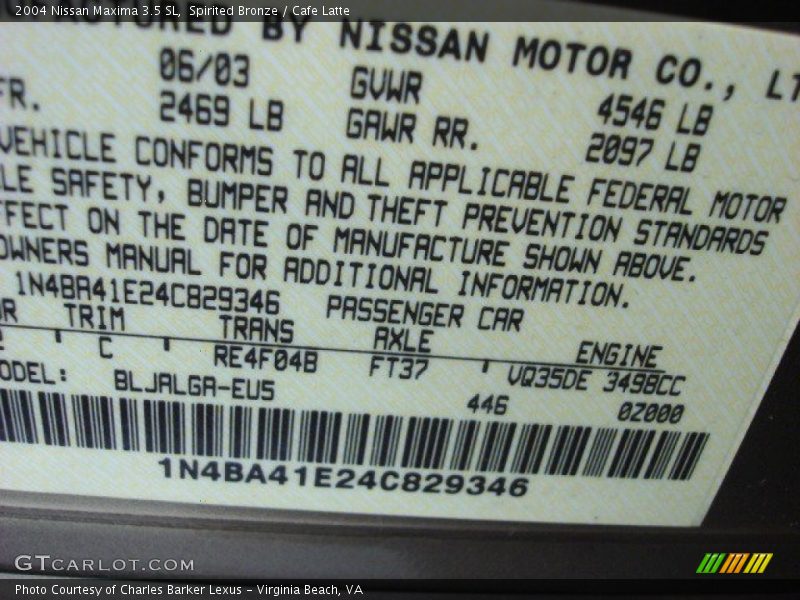 2004 Nissan Maxima 3.5 SL, Spirited Bronze / Cafe Latte
BY NISSAN MOTOR CO., LT
06/03 GVWR 4546 LB
FR. 2469 LB GAWR RR. 2097 LB
VEHICLE CONFORMS TO ALL APPLICABLE FEDERAL MOTOR
LE SAFETY, BUMPER AND THEFT PREVENTION STANDARDS
FFECT ON THE DATE OF MANUFACTURE SHOWN ABOVE.
OWNERS MANUAL FOR ADDITIONAL INFORMATION.
1N4BA41E24C829346 PASSENGER CAR
OR TRIM TRANS AXLE ENGINE
C RE4F04B FT37 VQ35DE 3498CC
ODEL: BLJALGA-EU5 446 0Z000
1N4BA41E24C829346
GTCARLOT.COM
Photo Courtesy of Charles Barker Lexus - Virginia Beach, VA